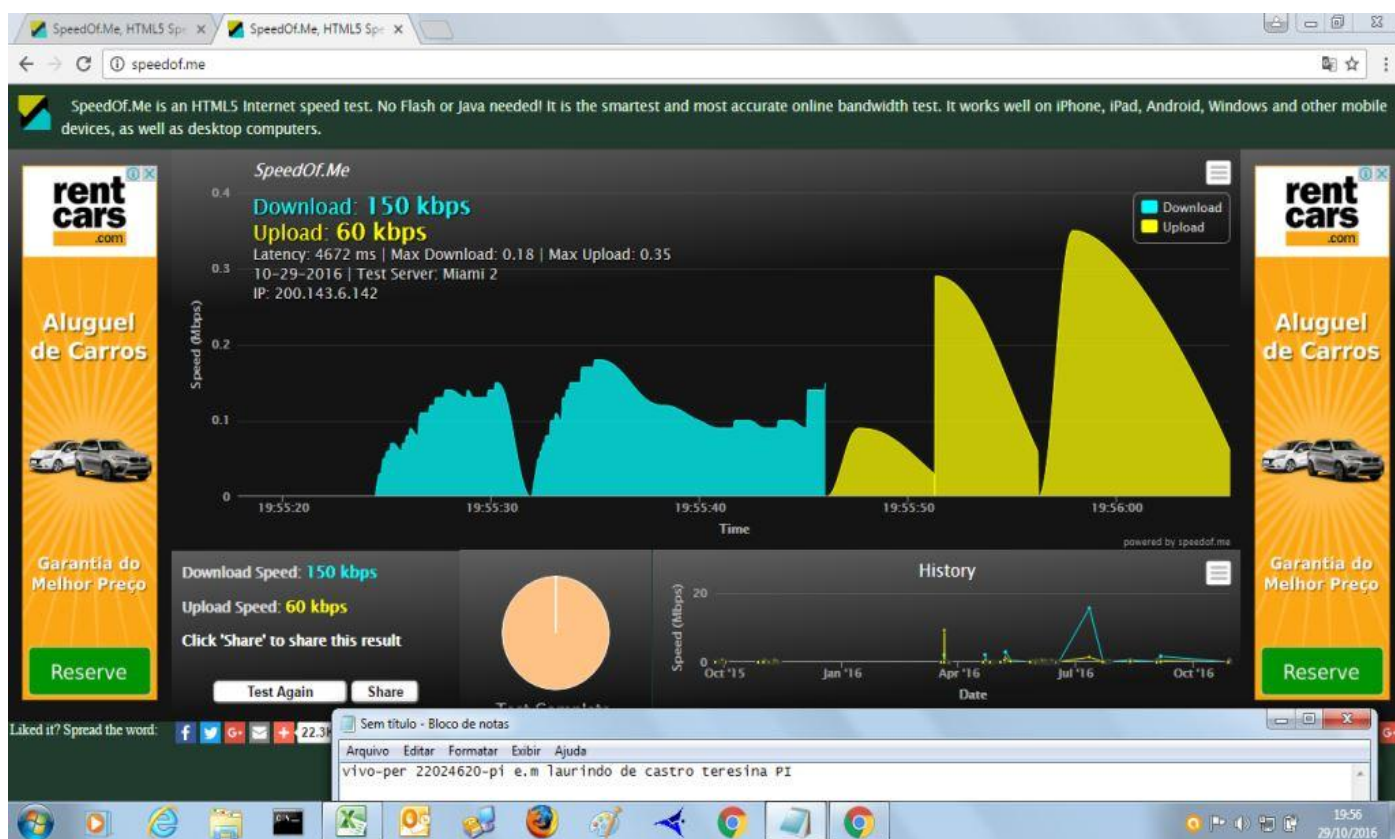 SpeedOf.Me, HTML5 Sp
SpeedOf.Me, HTML5 Sp
speedof.me
SpeedOf.Me is an HTML5 Internet speed test. No Flash or Java needed! It is the smartest and most accurate online bandwidth test. It works well on iPhone, iPad, Android, Windows and other mobile
devices, as well as desktop computers.
rent
cars
.com
Aluguel
de Carros
Garantia do
Melhor Preço
Reserve
SpeedOf.Me
Download: 150 kbps
Upload: 60 kbps
Latency: 4672 ms | Max Download: 0.18 | Max Upload: 0.35
10-29-2016 | Test Server: Miami 2
IP: 200.143.6.142
Download
Upload
Speed (Mbps)
0.4
0.3
0.2
0.1
0
19:55:20 19:55:30 19:55:40 19:55:50 19:56:00
Time
powered by speedof.me
rent
cars
.com
Aluguel
de Carros
Garantia do
Melhor Preço
Reserve
Download Speed: 150 kbps
Upload Speed: 60 kbps
Click 'Share' to share this result
Test Again Share
Test Complete
History
Speed (Mbps)
20
0
Oct '15 Jan '16 Apr '16 Jul '16 Oct '16
Date
Liked it? Spread the word: 22.3
Sem título - Bloco de notas
Arquivo Editar Formatar Exibir Ajuda
vivo-per 22024620-pi e.m laurindo de castro teresina PI
19:56
29/10/2016